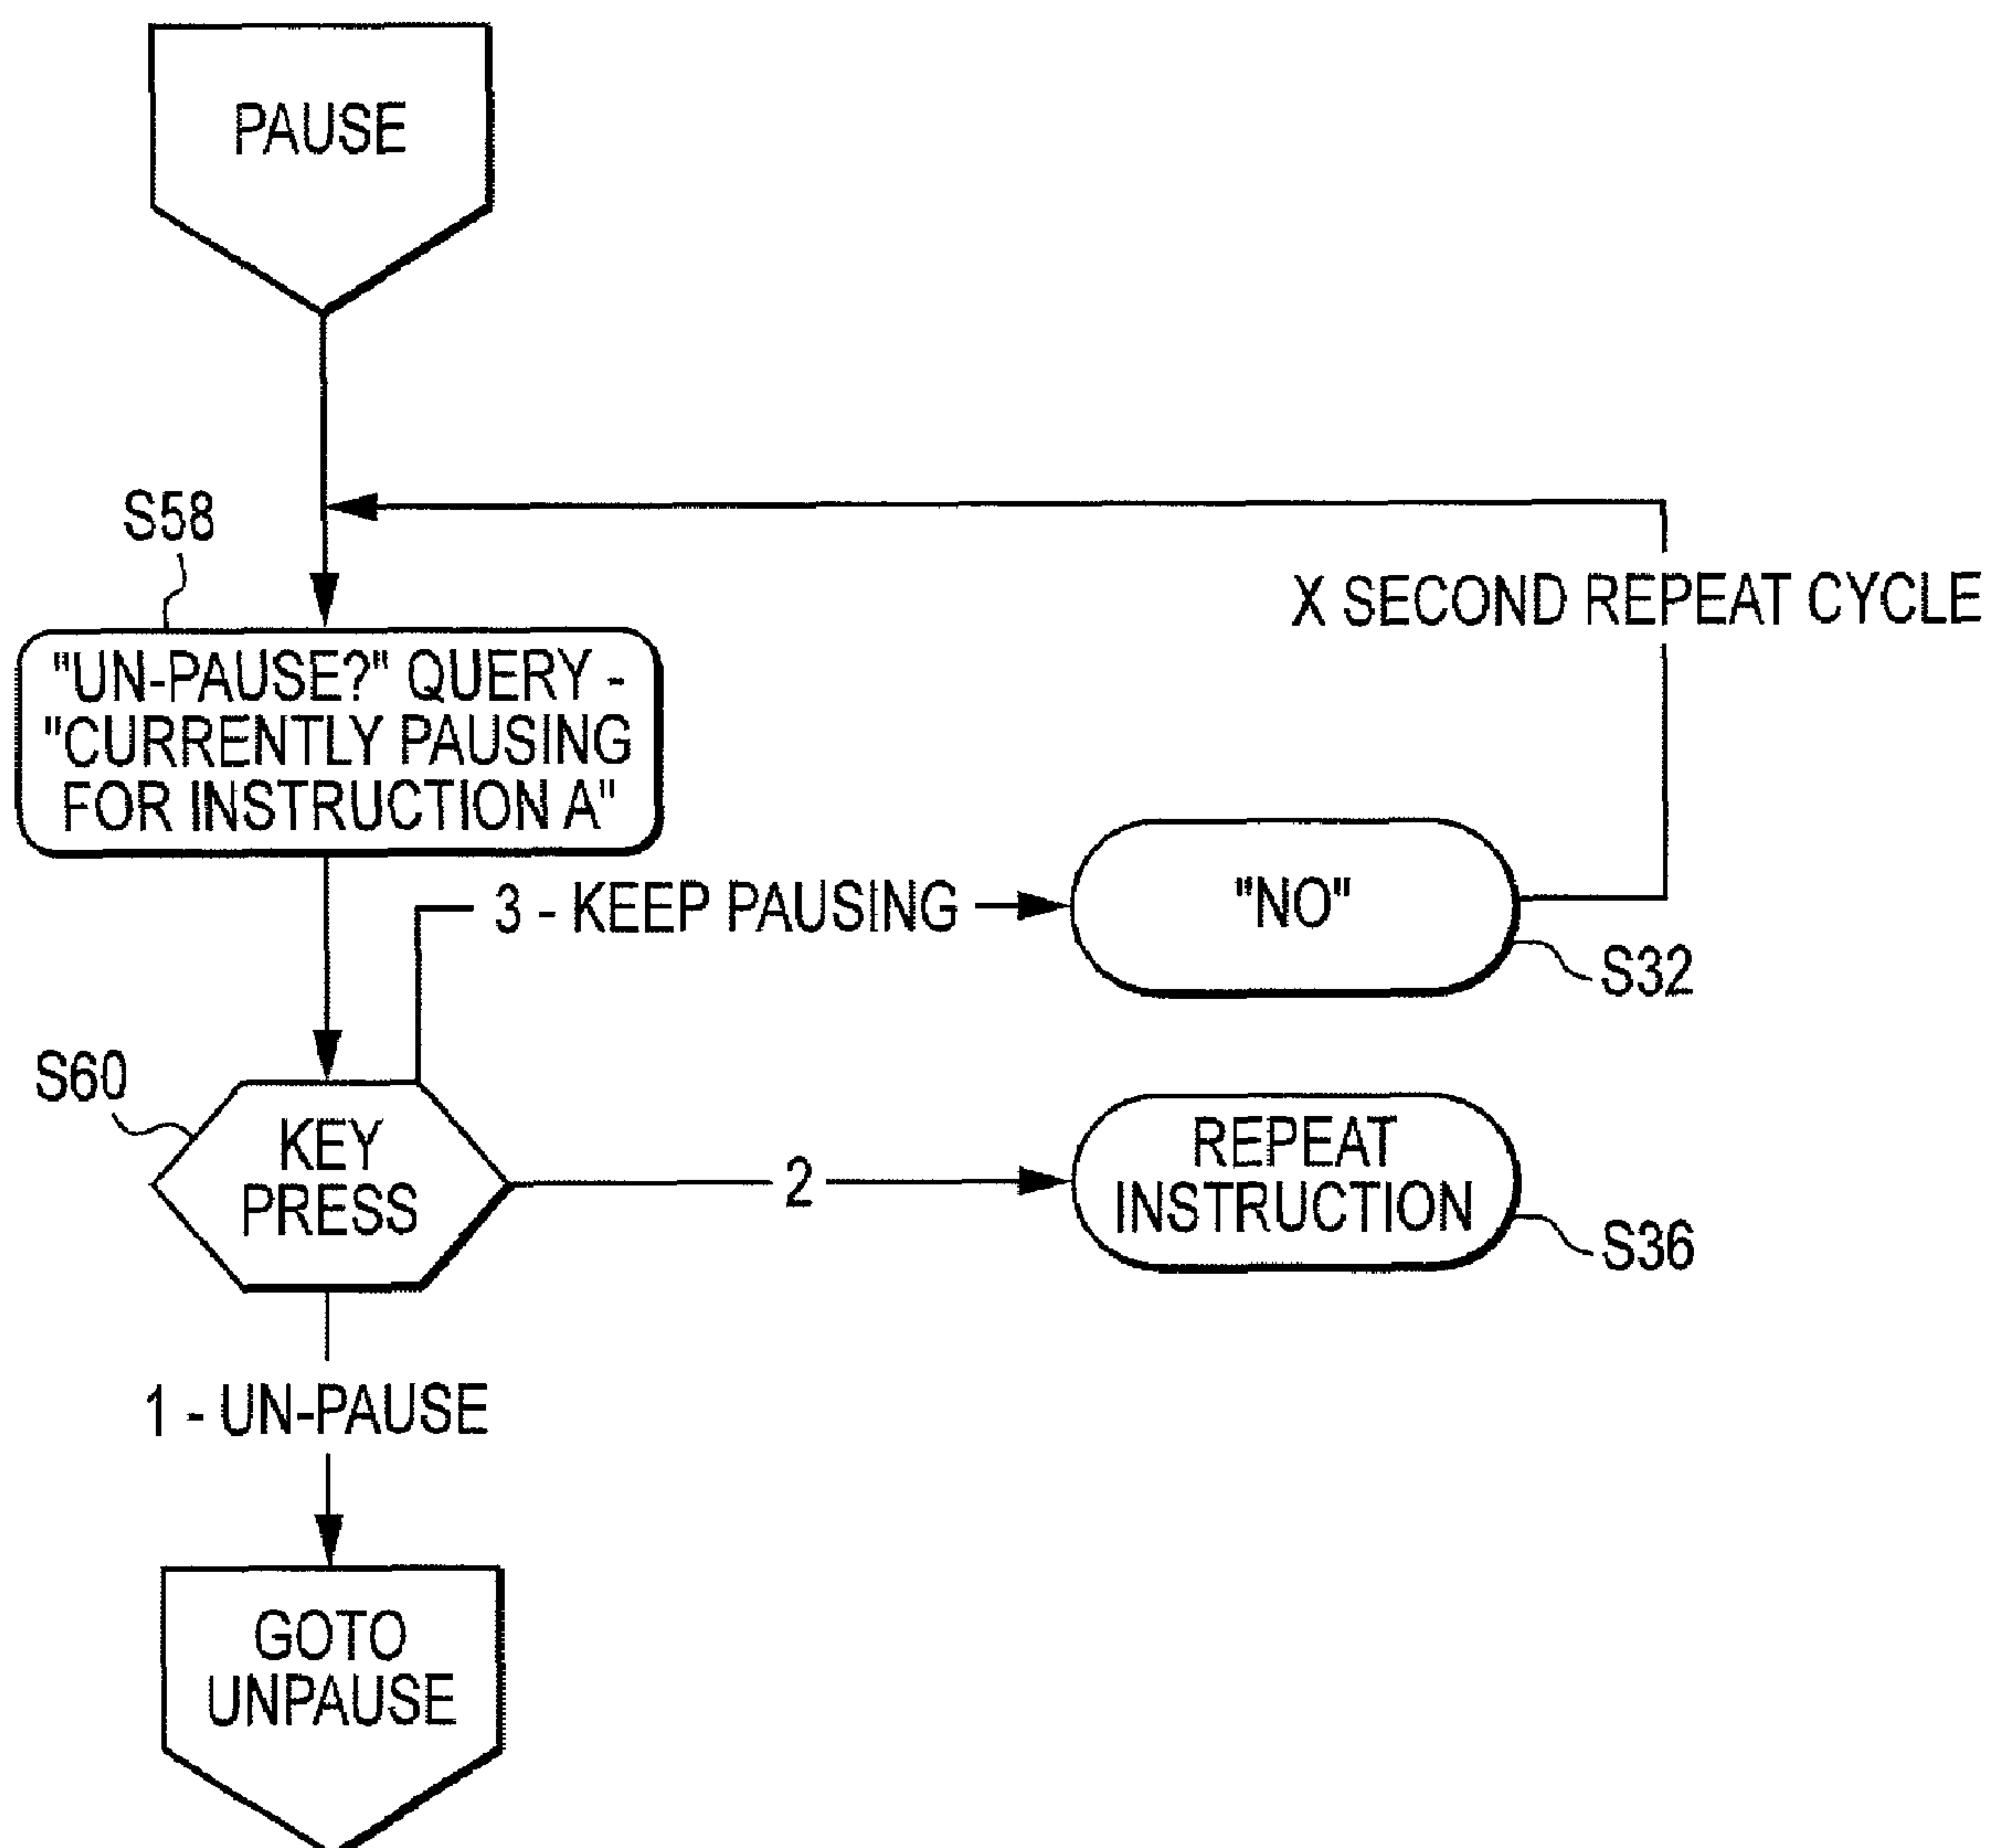 PAUSE
S58
X SECOND REPEAT CYCLE
"UN-PAUSE?" QUERY -
"CURRENTLY PAUSING
FOR INSTRUCTION A"
3 - KEEP PAUSING
"NO"
S32
S60
KEY
PRESS
2
REPEAT
INSTRUCTION
S36
1 - UN-PAUSE
GOTO
UNPAUSE